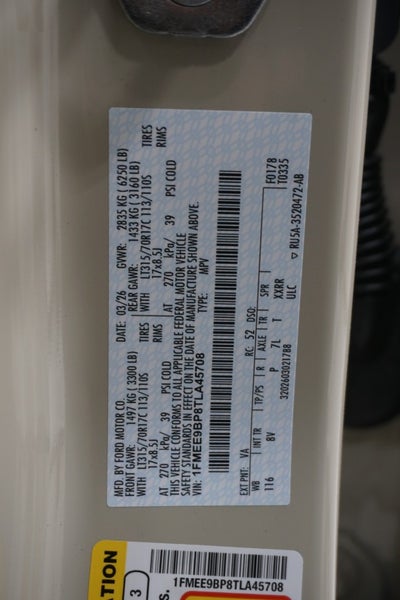 MFD. BY FORD MOTOR CO.
DATE: 03/26 GVWR: 2835 KG ( 6250 LB)
FRONT GAWR: 1497 KG ( 3300 LB)
REAR GAWR: 1433 KG ( 3160 LB)
WITH LT315/70R17C 113/110S TIRES
WITH LT315/70R17C 113/110S TIRES
17x8.5J RIMS
17x8.5J RIMS
AT 270 kPa/ 39 PSI COLD
AT 270 kPa/ 39 PSI COLD
THIS VEHICLE CONFORMS TO ALL APPLICABLE FEDERAL MOTOR VEHICLE
SAFETY STANDARDS IN EFFECT ON THE DATE OF MANUFACTURE SHOWN ABOVE.
VIN: 1FMEE9BP8TLA45708
TYPE: MPV
F0178
T0335
EXT PNT: VA RC: 52 DSO:
WB INT TR TP/PS R AXLE TR SPR
116 8V P 7L T XXRR
ULC
3202603021788
RU5A-3520472-AB
1FMEE9BP8TLA45708
3